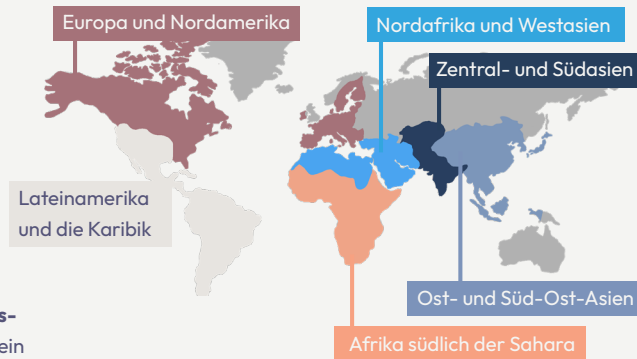 Europa und Nordamerika
Nordafrika und Westasien
Zentral- und Südasien
Lateinamerika
und die Karibik
Ost- und Süd-Ost-Asien
Afrika südlich der Sahara
s-
ein